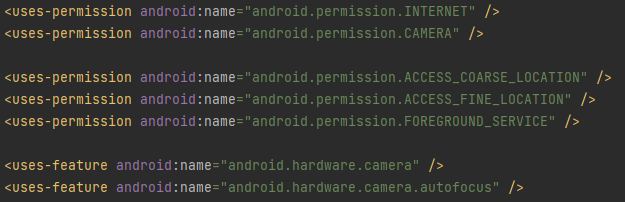 <uses-permission android:name="android.permission.INTERNET" />
<uses-permission android:name="android.permission.CAMERA" />
<uses-permission android:name="android.permission.ACCESS_COARSE_LOCATION" />
<uses-permission android:name="android.permission.ACCESS_FINE_LOCATION" />
<uses-permission android:name="android.permission.FOREGROUND_SERVICE" />
<uses-feature android:name="android.hardware.camera" />
<uses-feature android:name="android.hardware.camera.autofocus" />